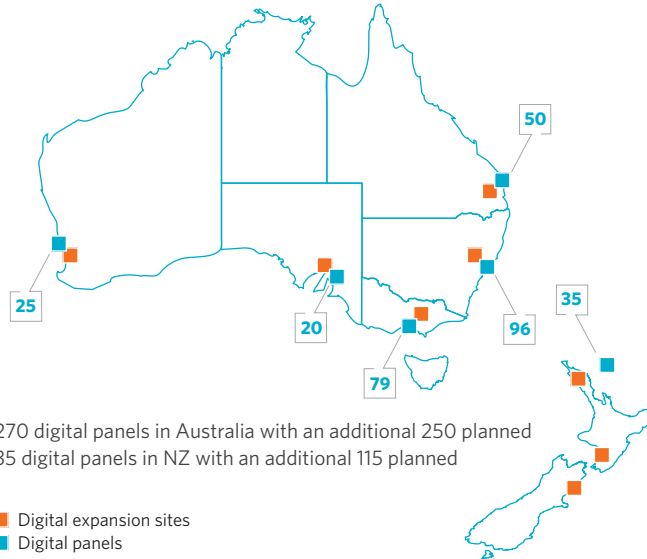 50
25
20
35
96
79
270 digital panels in Australia with an additional 250 planned
35 digital panels in NZ with an additional 115 planned
Digital expansion sites
Digital panels